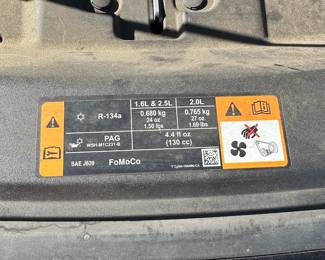 1.6L & 2.5L 2.0L
R-134a 0.680 kg 0.765 kg
24 oz 27 oz
1.50 lbs 1.69 lbs
PAG 4.4 fl oz
WSH-M1C231-B (130 cc)
SAE J639 FoMoCo